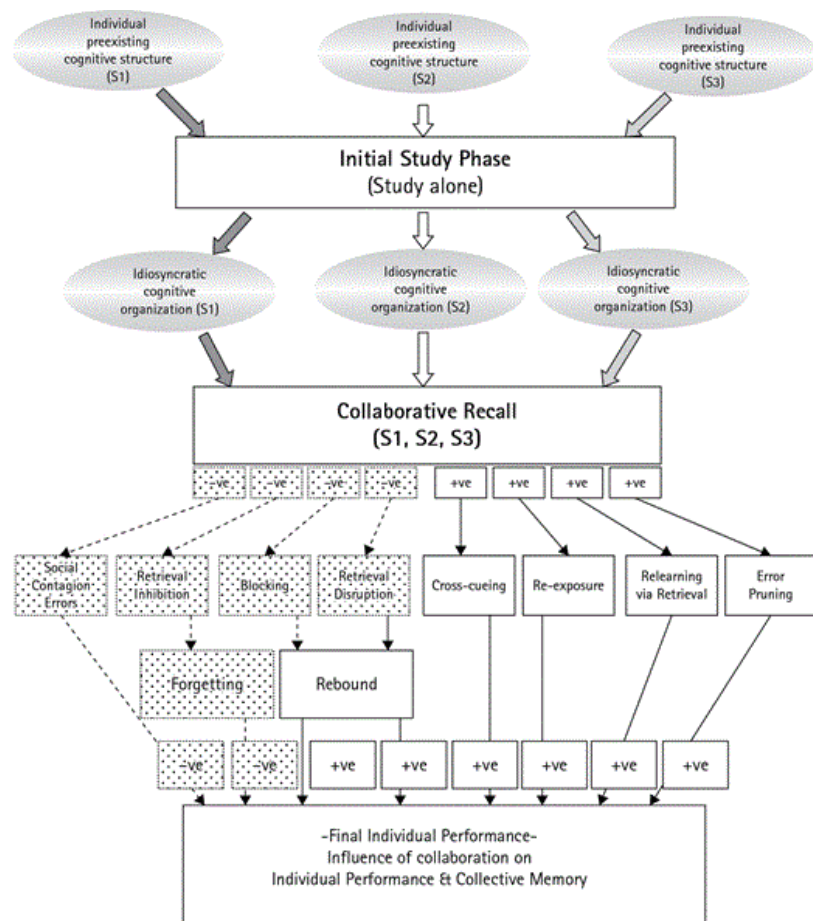 Individual
preexisting
cognitive structure
(S1)
Individual
preexisting
cognitive structure
(S2)
Individual
preexisting
cognitive structure
(S3)
Initial Study Phase
(Study alone)
Idiosyncratic
cognitive
organization (S1)
Idiosyncratic
cognitive
organization (S2)
Idiosyncratic
cognitive
organization (S3)
Collaborative Recall
(S1, S2, S3)
-ve
-ve
-ve
-ve
+ve
+ve
+ve
+ve
Social
Contagion
Errors
Retrieval
Inhibition
Blocking
Retrieval
Disruption
Cross-cueing
Re-exposure
Relearning
via Retrieval
Error
Pruning
Forgetting
Rebound
-ve
-ve
+ve
+ve
+ve
+ve
+ve
+ve
-Final Individual Performance-
Influence of collaboration on
Individual Performance & Collective Memory